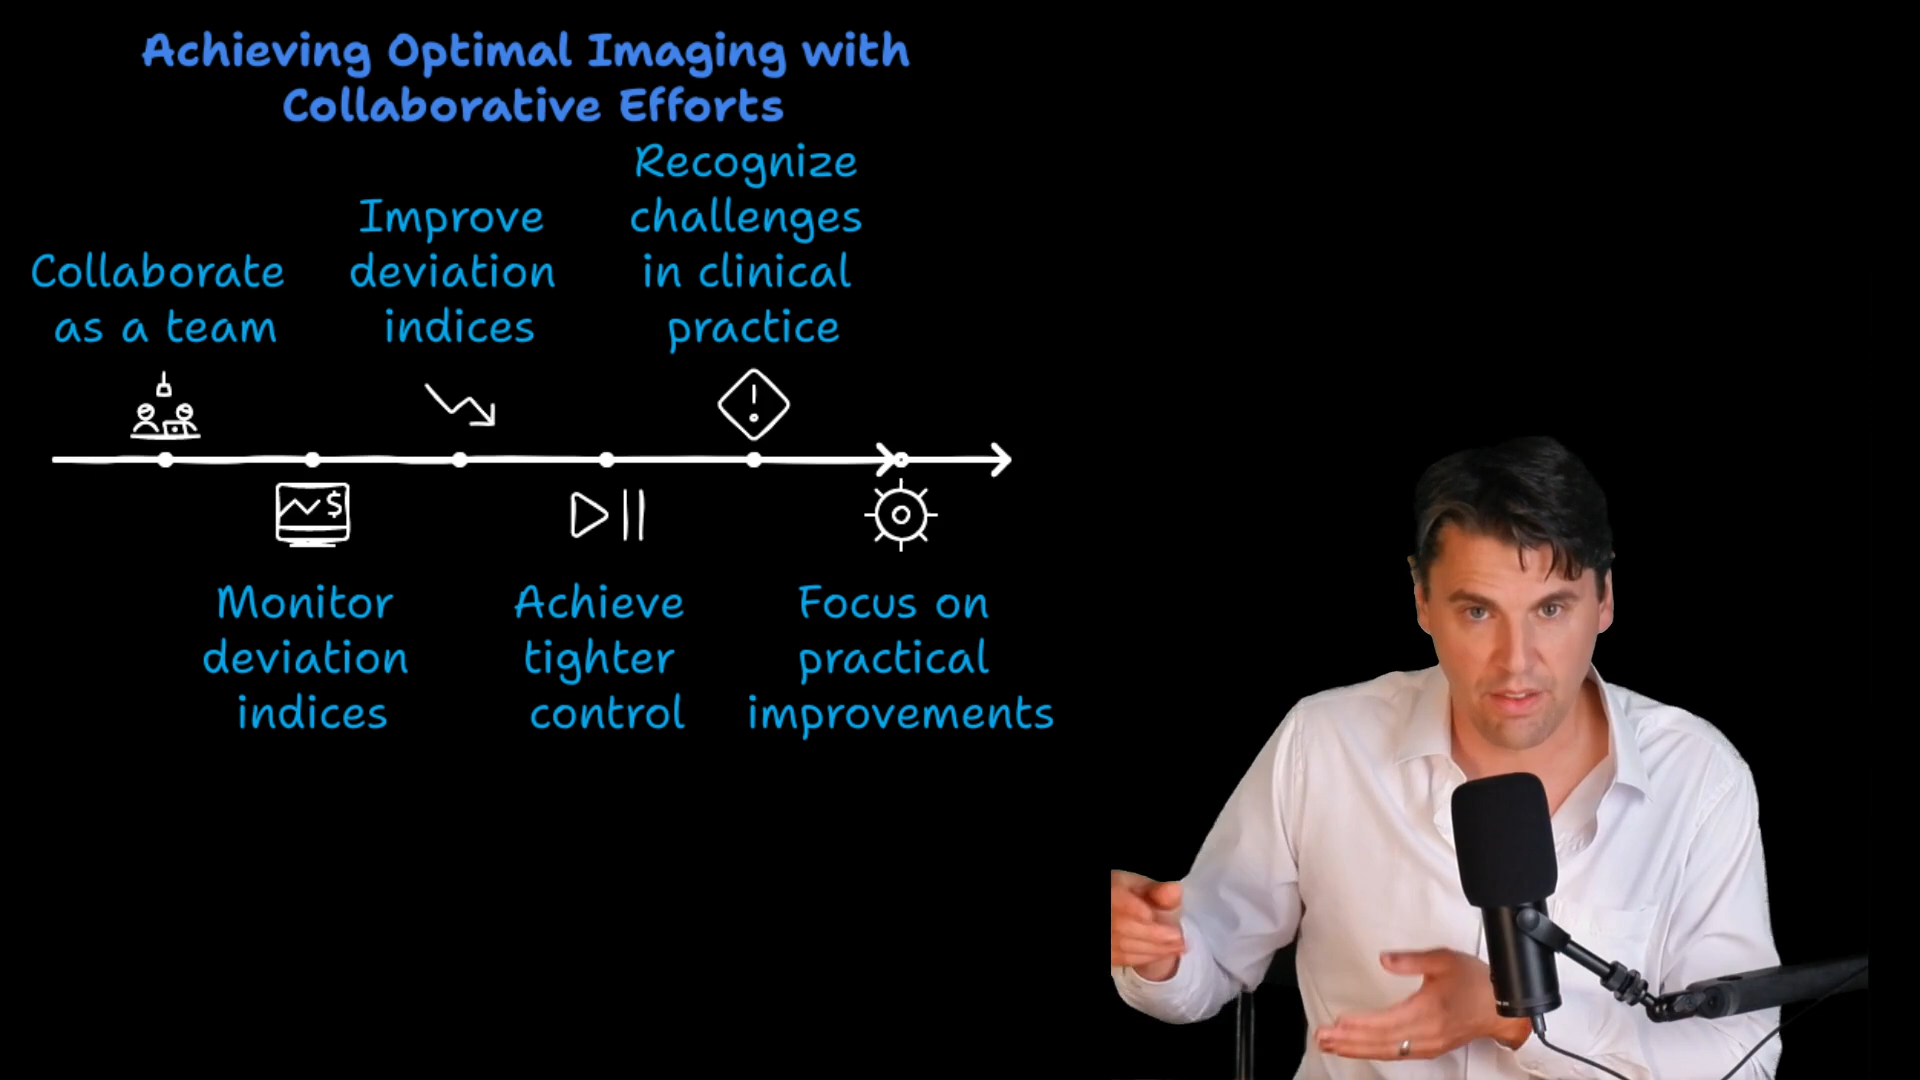 Achieving Optimal Imaging with
Collaborative Efforts
Collaborate
as a team
Monitor
deviation
indices
Improve
deviation
indices
Achieve
tighter
control
Recognize
challenges
in clinical
practice
Focus on
practical
improvements
$
!